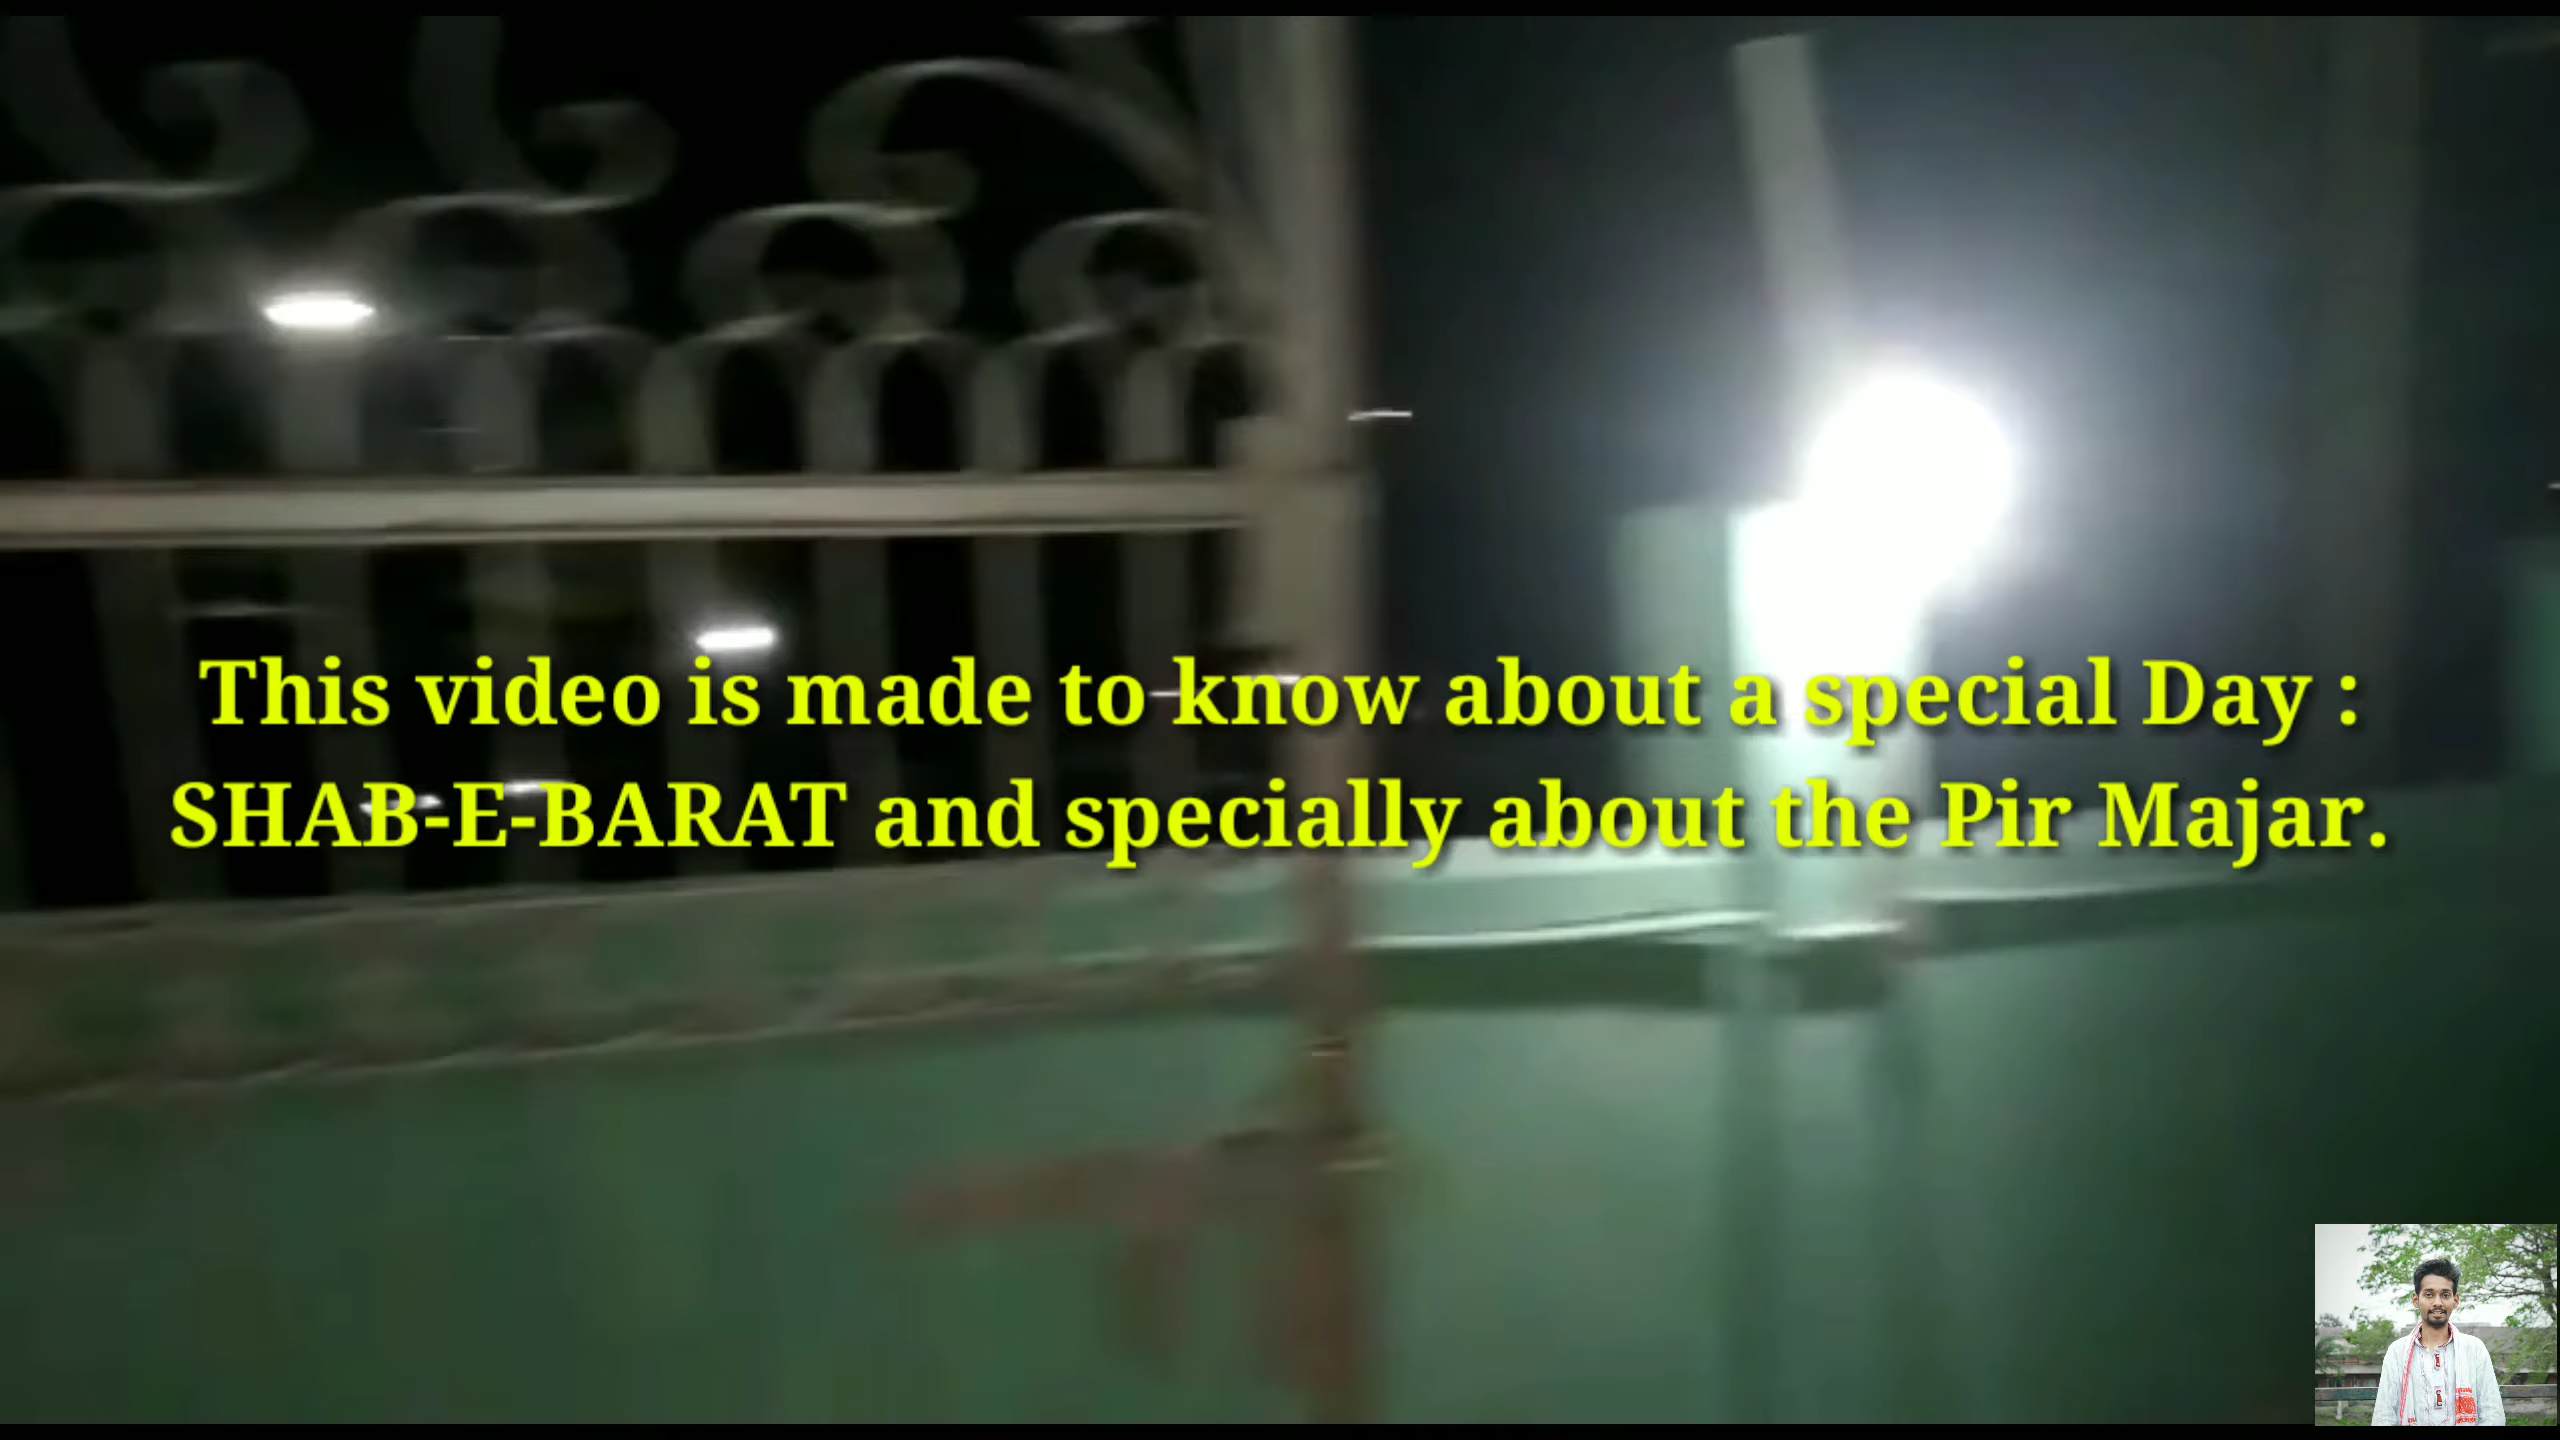 This video is made to know about a special Day :
SHAB-E-BARAT and specially about the Pir Majar.